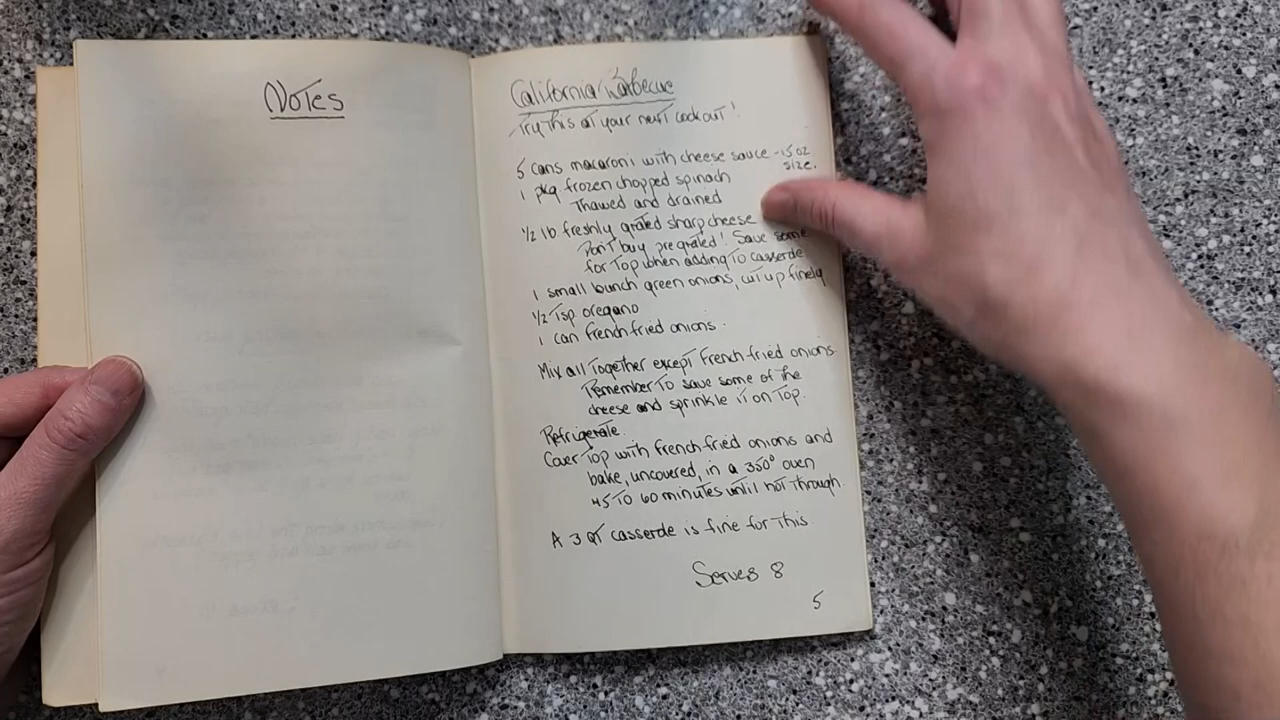 Notes
California Barbecue
Try this at your next cookout!
5 cans macaroni with cheese sauce - 15 oz
size.
1 pkg. frozen chopped spinach
Thawed and drained
1/2 lb freshly grated sharp cheese
Don't buy pregrated! Save some
for top when adding to casserole
1 small bunch green onions, cut up finely
1/2 tsp oregano
1 can french fried onions.
Mix all together except french fried onions.
Remember to save some of the
cheese and sprinkle it on top.
Refrigerate.
Cover top with french fried onions and
bake, uncovered, in a 350° oven
45 to 60 minutes until hot through.
A 3 QT casserole is fine for this.
Serves 8
5